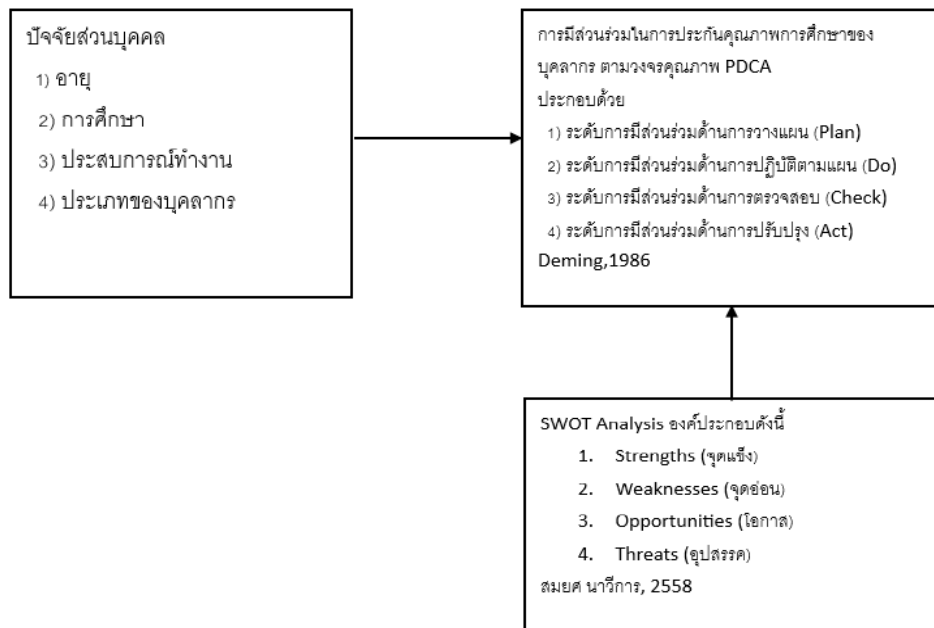 ปัจจัยส่วนบุคคล
1) อายุ
2) การศึกษา
3) ประสบการณ์ทำงาน
4) ประเภทของบุคลากร
การมีส่วนร่วมในการประกันคุณภาพการศึกษาของ
บุคลากร ตามวงจรคุณภาพ PDCA
ประกอบด้วย
1) ระดับการมีส่วนร่วมด้านการวางแผน (Plan)
2) ระดับการมีส่วนร่วมด้านการปฏิบัติตามแผน (Do)
3) ระดับการมีส่วนร่วมด้านการตรวจสอบ (Check)
4) ระดับการมีส่วนร่วมด้านการปรับปรุง (Act)
Deming,1986
SWOT Analysis องค์ประกอบดังนี้
1. Strengths (จุดแข็ง)
2. Weaknesses (จุดอ่อน)
3. Opportunities (โอกาส)
4. Threats (อุปสรรค)
สมยศ นาวีการ, 2558